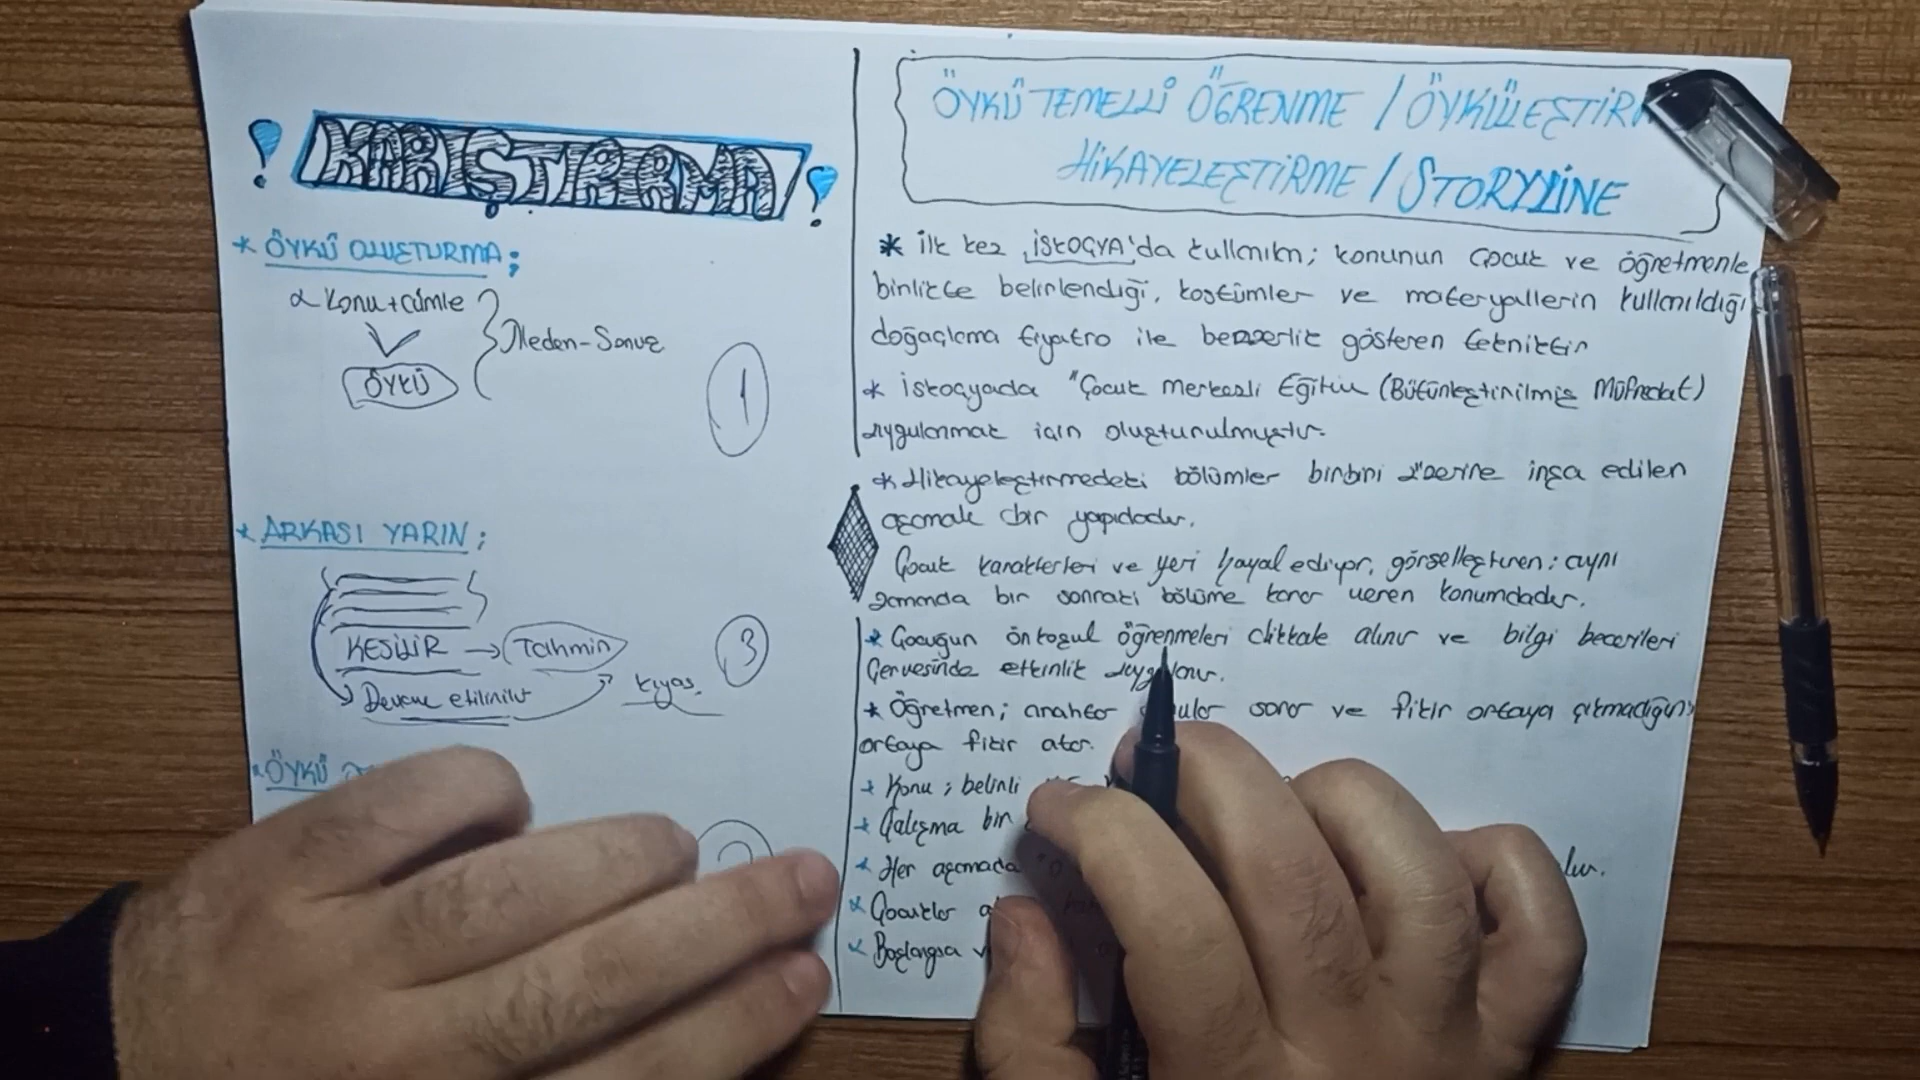 KARIŞTIRMA
* ÖYKÜ OLUŞTURMA;
Konu + Cümle
ÖYKÜ
Neden-Sonuç
1
* ARKASI YARIN;
KESİLİR → Tahmin
Devamı etkinlik
Kıyas
3
* ÖYKÜ
ÖYKÜ TEMELLİ ÖĞRENME / ÖYKÜLEŞTİR
HİKAYELEŞTİRME / STORYLİNE
* İlk kez İSKOÇYA'da kullanılan; konunun çocuk ve öğretmenle
birlikte belirlendiği, kostümler ve materyallerin kullanıldığı
doğaçlama tiyatro ile benzerlik gösteren tekniktir
* İskoçyada "Çocuk Merkezli Eğitim (Bütünleştirilmiş Müfredat)
uygulanmak için oluşturulmuştur.
* Hikayeleştirmedeki bölümler birbiri üzerine inşa edilen
aşamalı bir yapıdadır.
Çocuk karakterleri ve yeri hayal ediyor, görselleştiren; aynı
zamanda bir sonraki bölüme karar veren konumdadır.
* Çocuğun önkoşul öğrenmeleri dikkate alınır ve bilgi becerileri
çerçevesinde etkinlik
* Öğretmen; anahtar sorar ve fikir ortaya çıkmadığında
ortaya fikir atar.
* Konu; belirli
* Çalışma bir
* Her aşamada
* Çocuklar
* Başlangıç